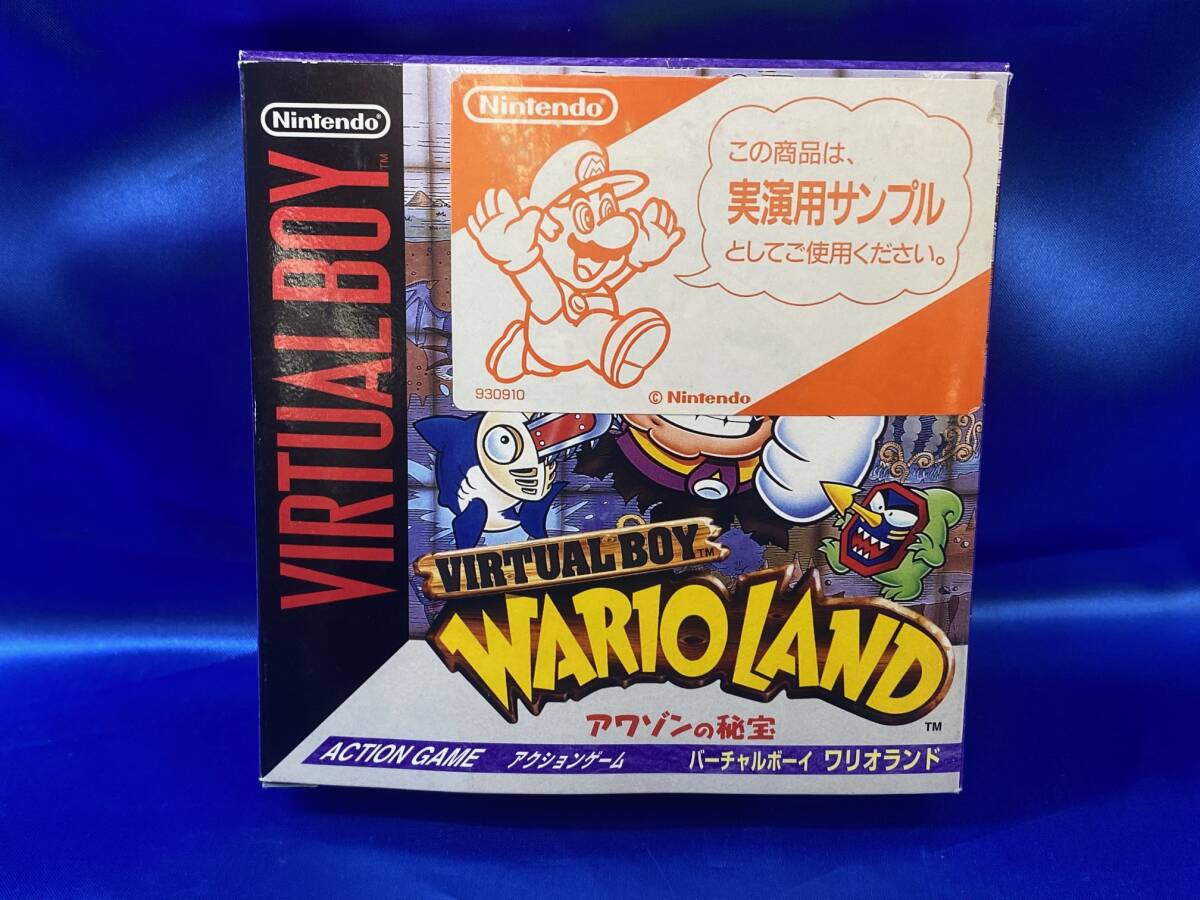 Nintendo®
VIRTUAL BOY™
Nintendo®
この商品は、
実演用サンプル
としてご使用ください。
930910
© Nintendo
VIRTUAL BOY™
WARIO LAND™
アワゾンの秘宝
ACTION GAME アクションゲーム バーチャルボーイ ワリオランド